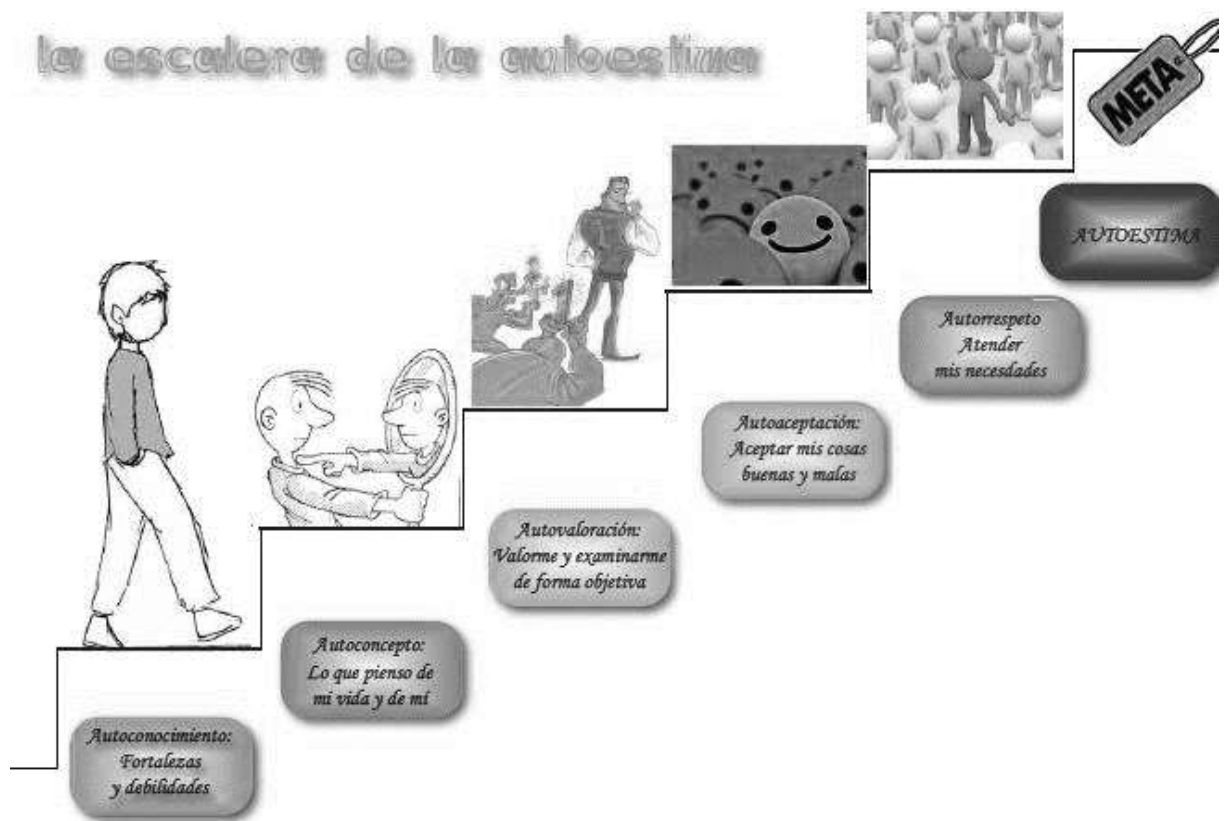 la escalera de la autoestima
META
AUTOESTIMA
Autorrespeto
Atender
mis necesdades
Autoaceptación:
Aceptar mis cosas
buenas y malas
Autovaloración:
Valorme y examinarme
de forma objetiva
Autoconcepto:
Lo que pienso de
mi vida y de mí
Autoconocimiento:
Fortalezas
y debilidades